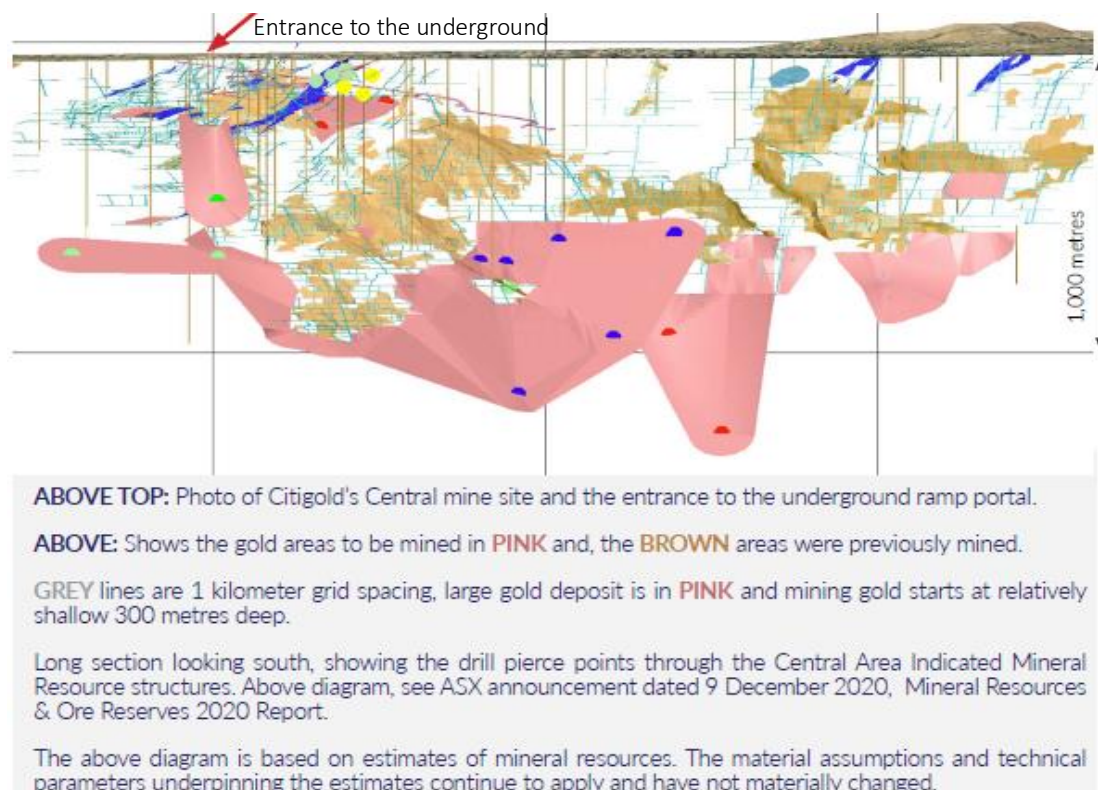 Entrance to the underground
1,000 metres
ABOVE TOP: Photo of Citigold's Central mine site and the entrance to the underground ramp portal.
ABOVE: Shows the gold areas to be mined in PINK and, the BROWN areas were previously mined.
GREY lines are 1 kilometer grid spacing, large gold deposit is in PINK and mining gold starts at relatively
shallow 300 metres deep.
Long section looking south, showing the drill pierce points through the Central Area Indicated Mineral
Resource structures. Above diagram, see ASX announcement dated 9 December 2020, Mineral Resources
& Ore Reserves 2020 Report.
The above diagram is based on estimates of mineral resources. The material assumptions and technical
parameters underpinning the estimates continue to apply and have not materially changed.